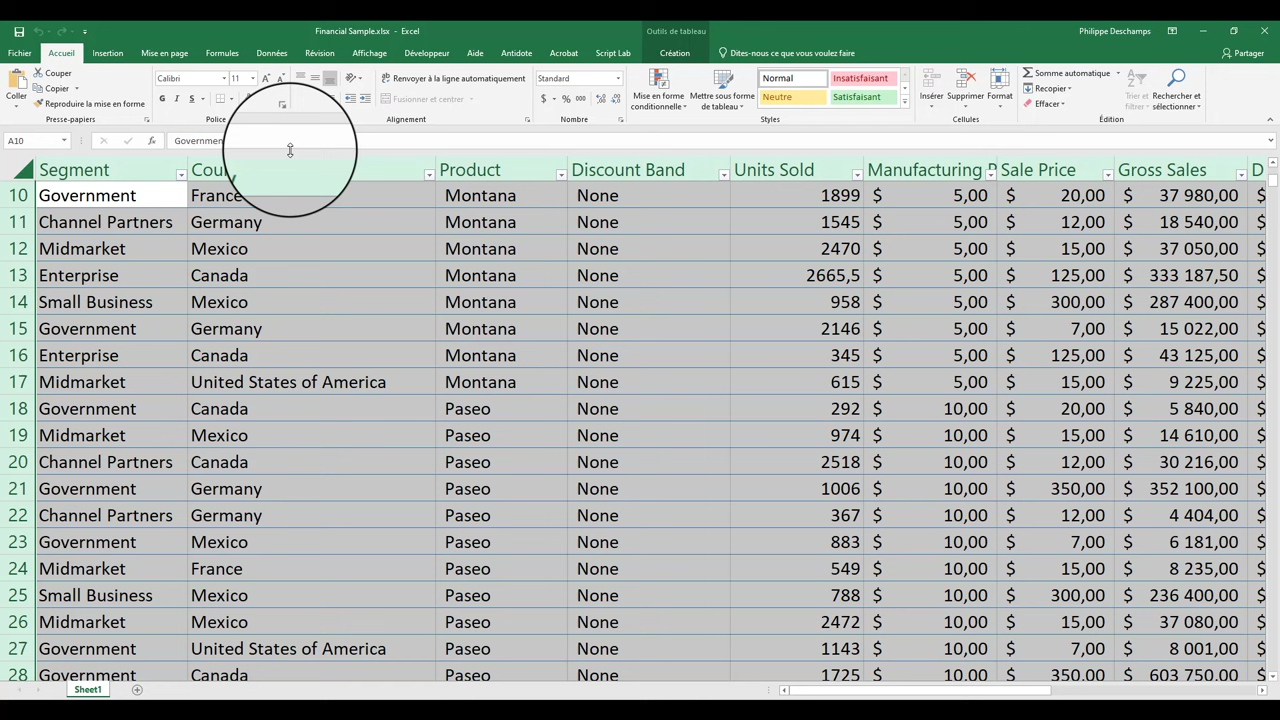 Financial Sample.xlsx - Excel
Outils de tableau
Philippe Deschamps
Fichier Accueil Insertion Mise en page Formules Données Révision Affichage Développeur Aide Antidote Acrobat Script Lab Création Dites-nous ce que vous voulez faire Partager
Coller
Couper
Copier
Reproduire la mise en forme
Presse-papiers
Calibri 11
G I S
Police
Renvoyer à la ligne automatiquement
Fusionner et centrer
Alignement
Standard
$ % 000
Nombre
Mise en forme conditionnelle
Mettre sous forme de tableau
Normal Insatisfaisant
Neutre Satisfaisant
Styles
Insérer Supprimer Format
Cellules
Somme automatique
Recopier
Effacer
Trier et filtrer
Rechercher et sélectionner
Édition
A10 fx Governmen
Segment Cou Product Discount Band Units Sold Manufacturing P Sale Price Gross Sales D
10 Government France Montana None 1899 $ 5,00 $ 20,00 $ 37 980,00 $
11 Channel Partners Germany Montana None 1545 $ 5,00 $ 12,00 $ 18 540,00 $
12 Midmarket Mexico Montana None 2470 $ 5,00 $ 15,00 $ 37 050,00 $
13 Enterprise Canada Montana None 2665,5 $ 5,00 $ 125,00 $ 333 187,50 $
14 Small Business Mexico Montana None 958 $ 5,00 $ 300,00 $ 287 400,00 $
15 Government Germany Montana None 2146 $ 5,00 $ 7,00 $ 15 022,00 $
16 Enterprise Canada Montana None 345 $ 5,00 $ 125,00 $ 43 125,00 $
17 Midmarket United States of America Montana None 615 $ 5,00 $ 15,00 $ 9 225,00 $
18 Government Canada Paseo None 292 $ 10,00 $ 20,00 $ 5 840,00 $
19 Midmarket Mexico Paseo None 974 $ 10,00 $ 15,00 $ 14 610,00 $
20 Channel Partners Canada Paseo None 2518 $ 10,00 $ 12,00 $ 30 216,00 $
21 Government Germany Paseo None 1006 $ 10,00 $ 350,00 $ 352 100,00 $
22 Channel Partners Germany Paseo None 367 $ 10,00 $ 12,00 $ 4 404,00 $
23 Government Mexico Paseo None 883 $ 10,00 $ 7,00 $ 6 181,00 $
24 Midmarket France Paseo None 549 $ 10,00 $ 15,00 $ 8 235,00 $
25 Small Business Mexico Paseo None 788 $ 10,00 $ 300,00 $ 236 400,00 $
26 Midmarket Mexico Paseo None 2472 $ 10,00 $ 15,00 $ 37 080,00 $
27 Government United States of America Paseo None 1143 $ 10,00 $ 7,00 $ 8 001,00 $
28 Government Canada Paseo None 1725 $ 10,00 $ 350,00 $ 603 750,00 $
Sheet1